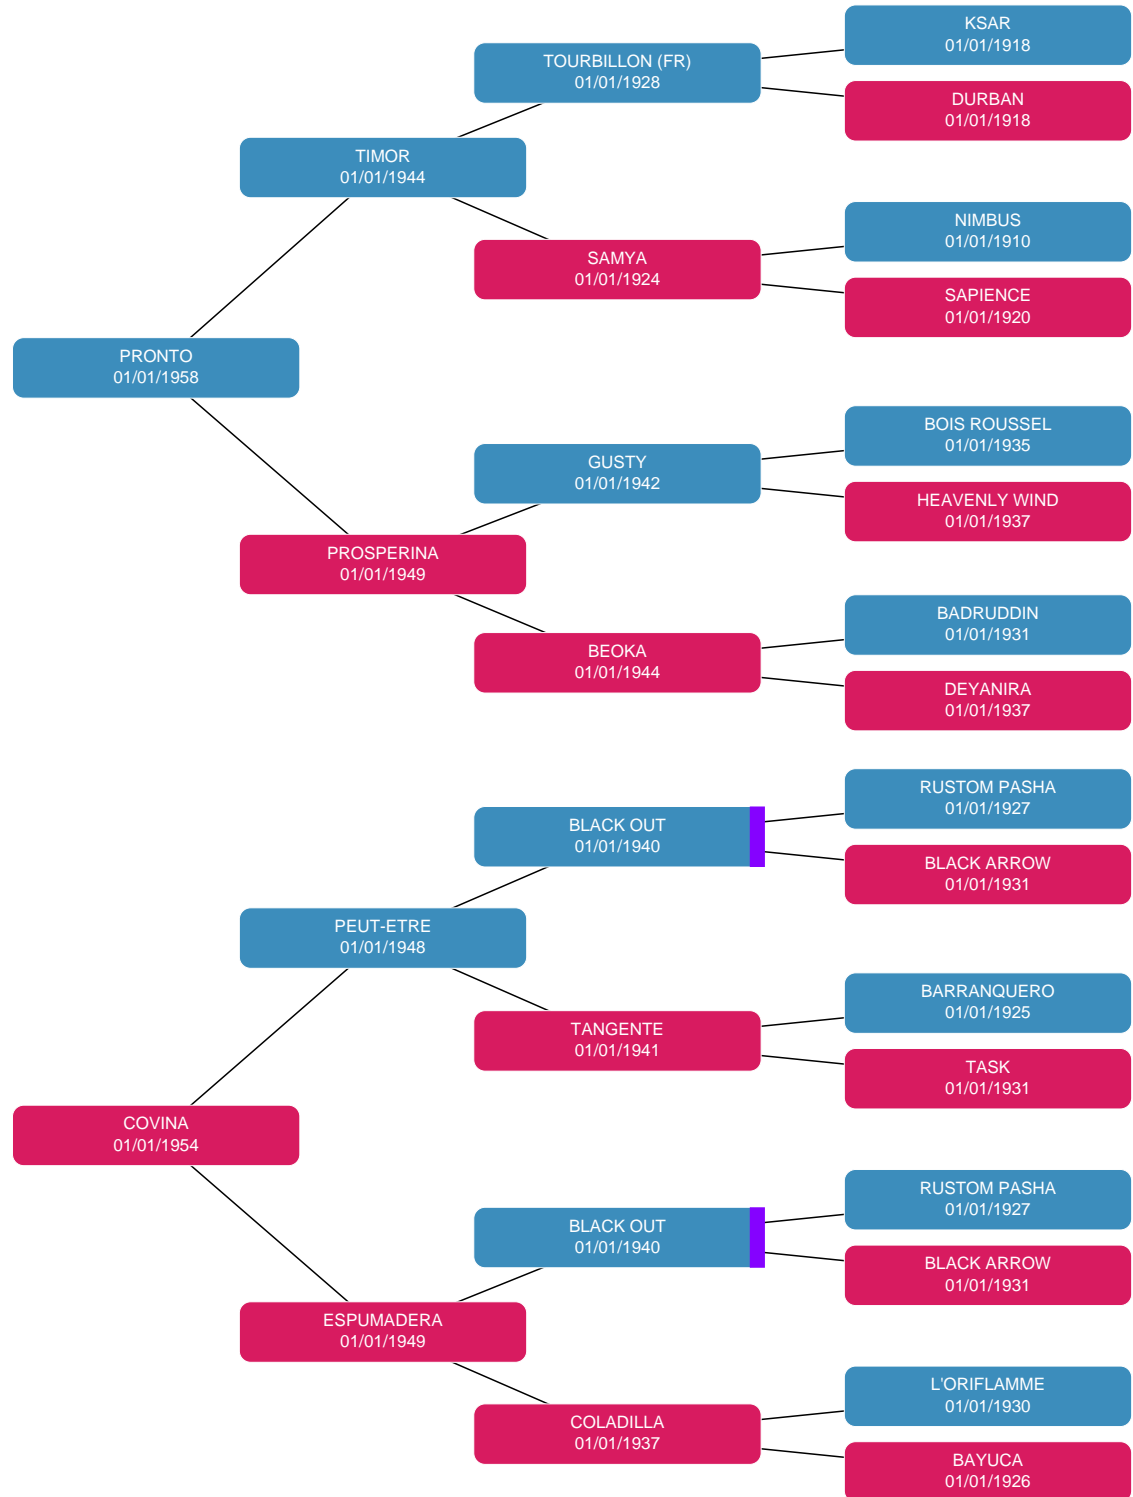 KSAR
01/01/1918
TOURBILLON (FR)
01/01/1928
DURBAN
01/01/1918
TIMOR
01/01/1944
NIMBUS
01/01/1910
SAMYA
01/01/1924
SAPIENCE
01/01/1920
PRONTO
01/01/1958
BOIS ROUSSEL
01/01/1935
GUSTY
01/01/1942
HEAVENLY WIND
01/01/1937
PROSPERINA
01/01/1949
BADRUDDIN
01/01/1931
BEOKA
01/01/1944
DEYANIRA
01/01/1937
RUSTOM PASHA
01/01/1927
BLACK OUT
01/01/1940
BLACK ARROW
01/01/1931
PEUT-ETRE
01/01/1948
BARRANQUERO
01/01/1925
TANGENTE
01/01/1941
TASK
01/01/1931
COVINA
01/01/1954
RUSTOM PASHA
01/01/1927
BLACK OUT
01/01/1940
BLACK ARROW
01/01/1931
ESPUMADERA
01/01/1949
L'ORIFLAMME
01/01/1930
COLADILLA
01/01/1937
BAYUCA
01/01/1926